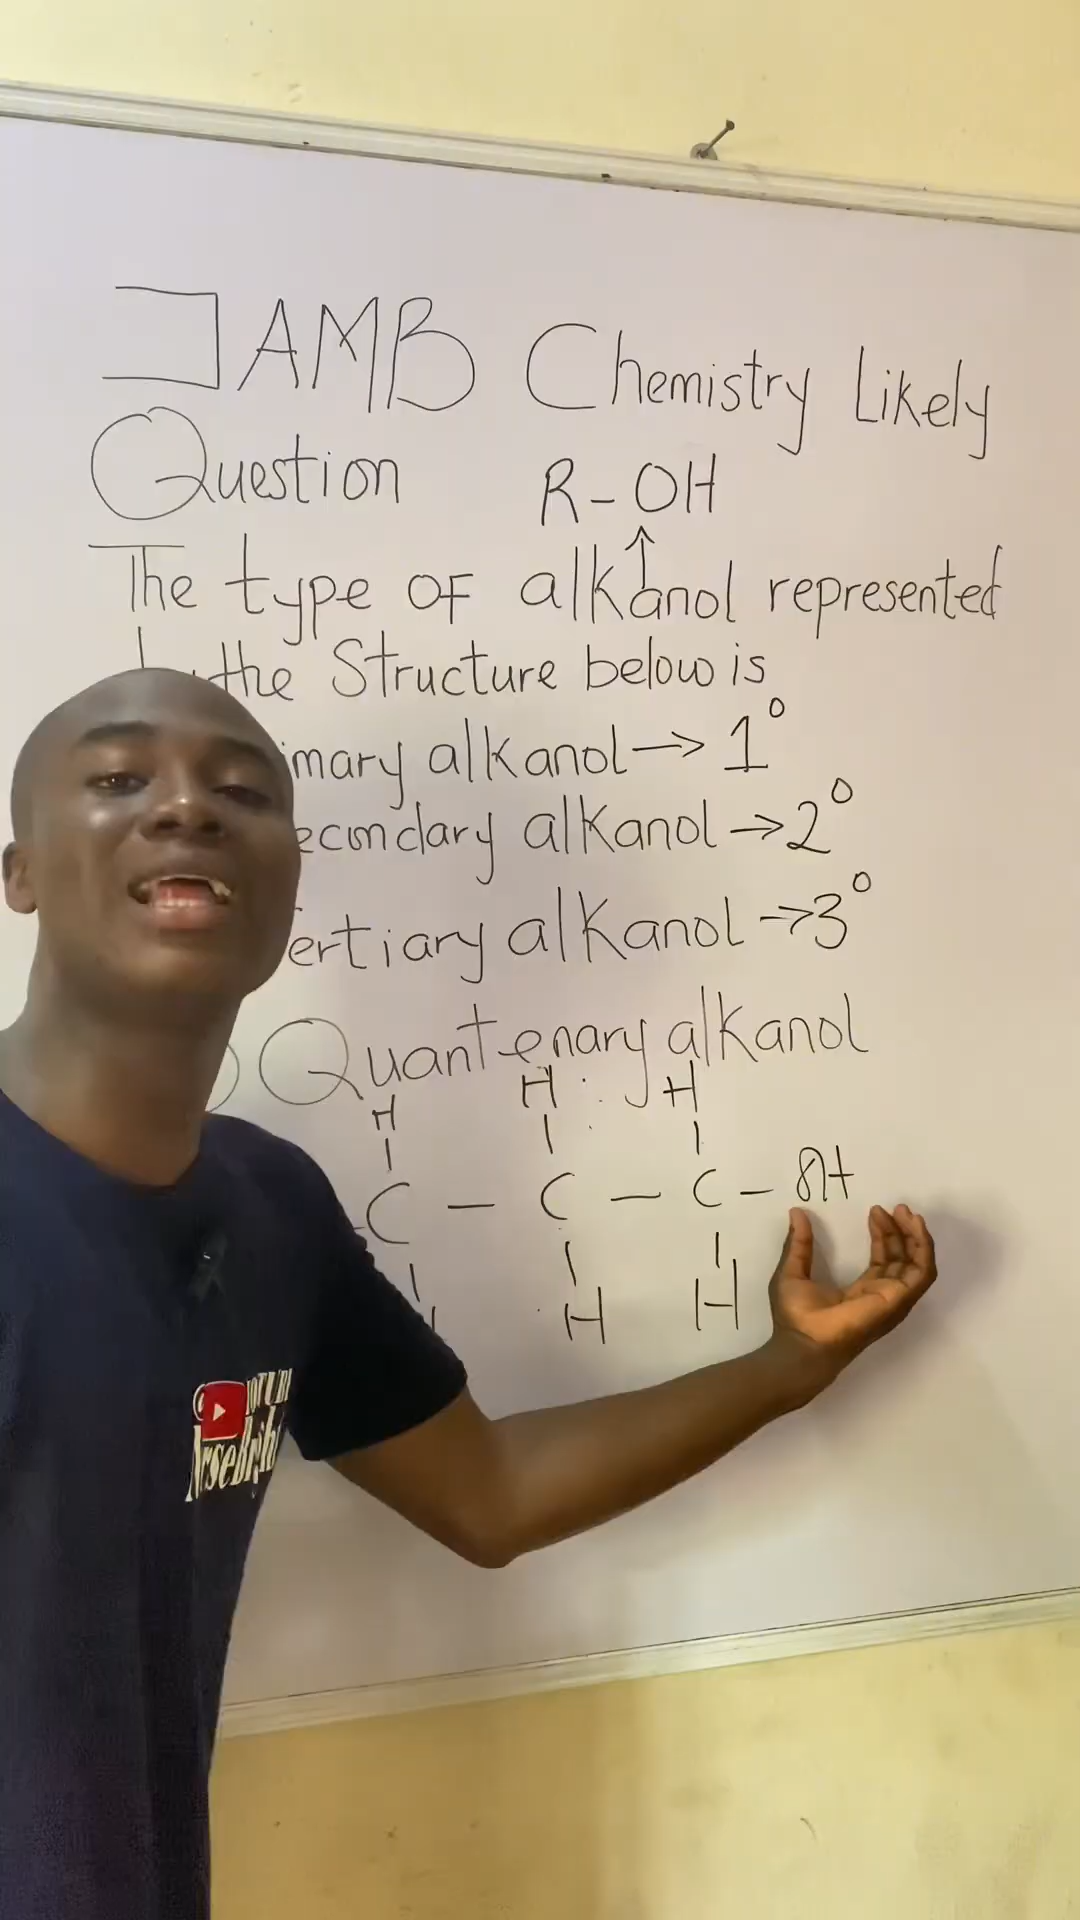 JAMB Chemistry Likely
Question R-OH
The type OF alkanol represented
the Structure below is
mary alkanol → 1°
econdary alkanol → 2°
ertiary alkanol → 3°
Quantenary alkanol
H H H
C - C - C - OH
H H